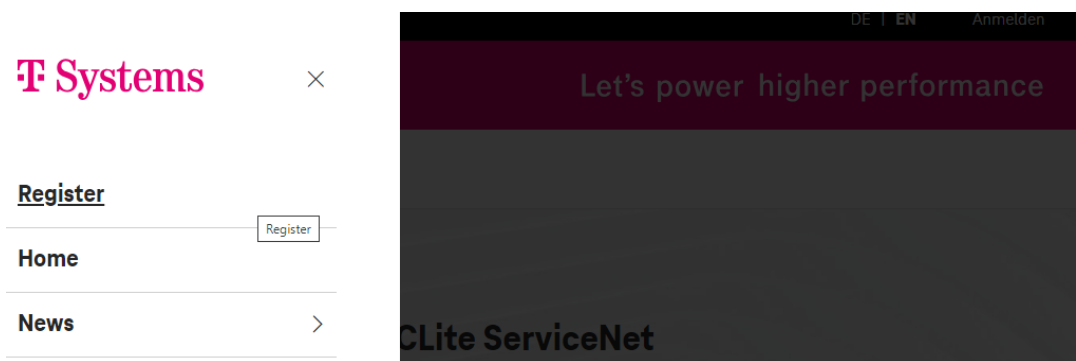 DE | EN Anmelden
T Systems
Let's power higher performance
Register
Register
Home
News
CLite ServiceNet